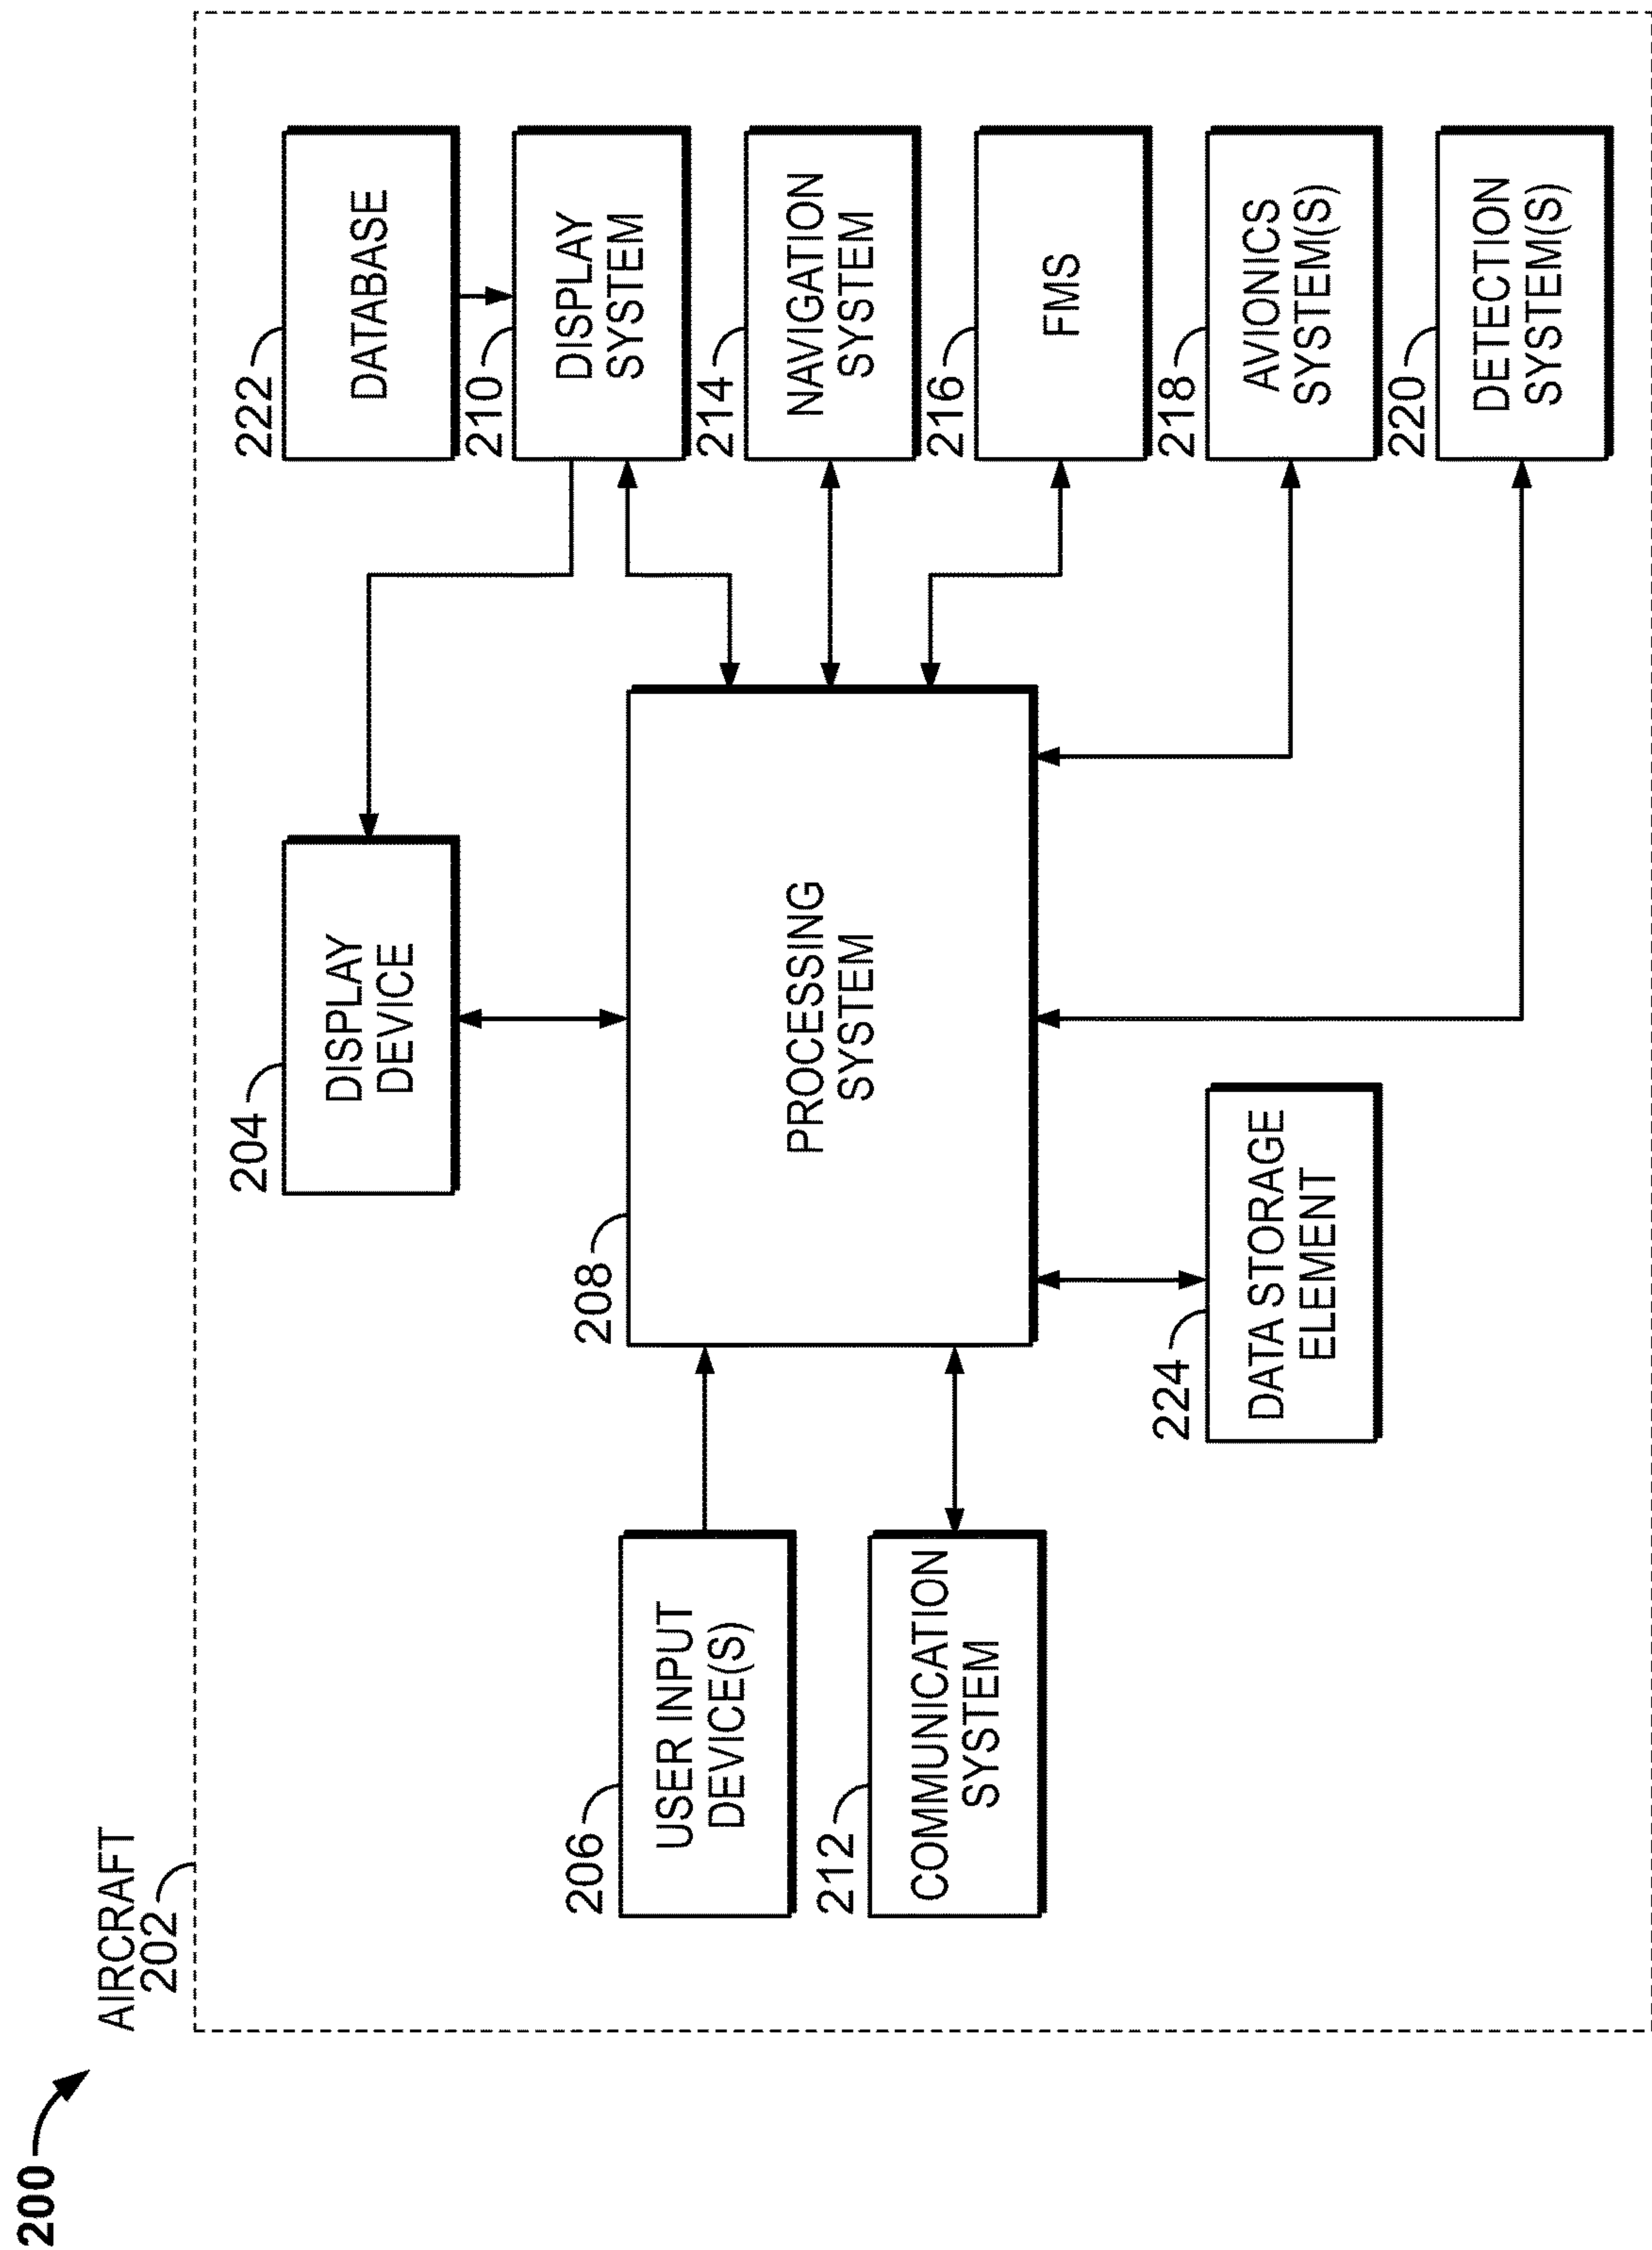 200
AIRCRAFT
202
204
DISPLAY
DEVICE
222
DATABASE
210
DISPLAY
SYSTEM
206
USER INPUT
DEVICE(S)
208
PROCESSING
SYSTEM
214
NAVIGATION
SYSTEM
212
COMMUNICATION
SYSTEM
216
FMS
224
DATA STORAGE
ELEMENT
218
AVIONICS
SYSTEM(S)
220
DETECTION
SYSTEM(S)